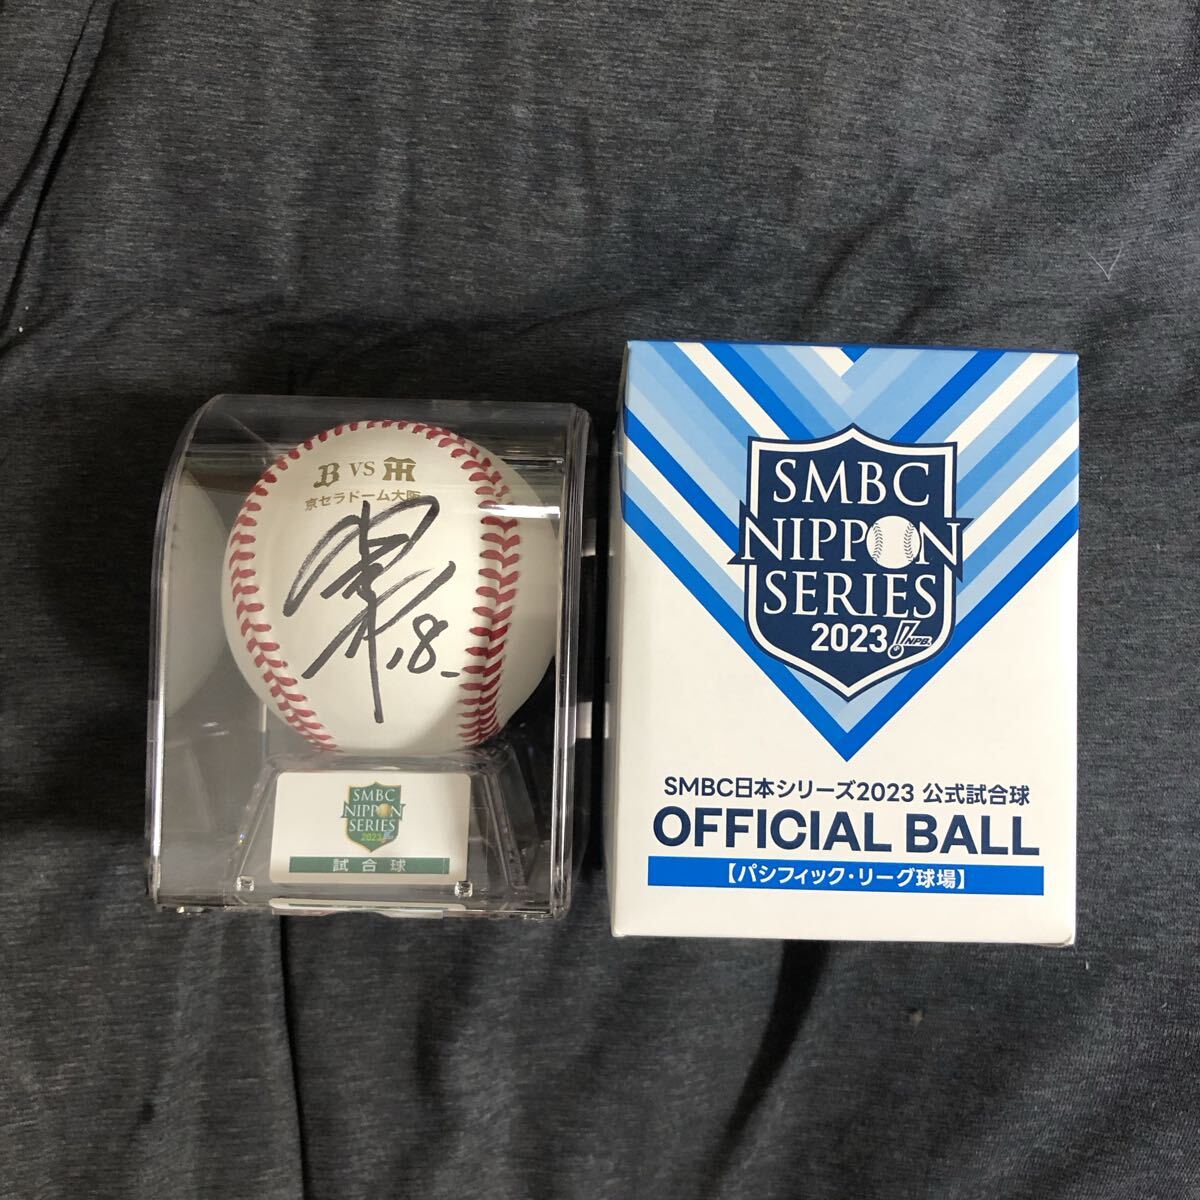 B VS HT
京セラドーム大阪
18
SMBC
NIPPON
SERIES
2023
試合球
SMBC
NIPPON
SERIES
2023 NPB
SMBC日本シリーズ2023 公式試合球
OFFICIAL BALL
【パシフィック・リーグ球場】